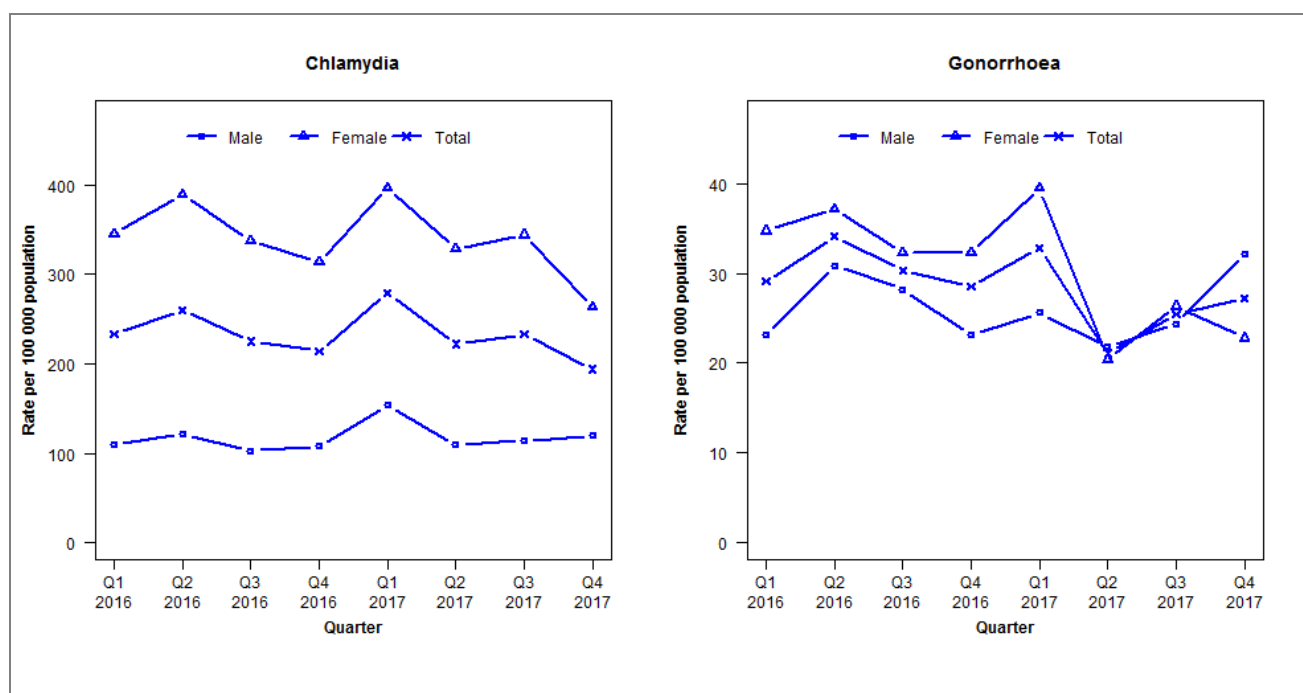 Chlamydia
Male Female Total
Rate per 100 000 population
400
300
200
100
0
Q1 Q2 Q3 Q4 Q1 Q2 Q3 Q4
2016 2016 2016 2016 2017 2017 2017 2017
Quarter
Gonorrhoea
Male Female Total
Rate per 100 000 population
40
30
20
10
0
Q1 Q2 Q3 Q4 Q1 Q2 Q3 Q4
2016 2016 2016 2016 2017 2017 2017 2017
Quarter